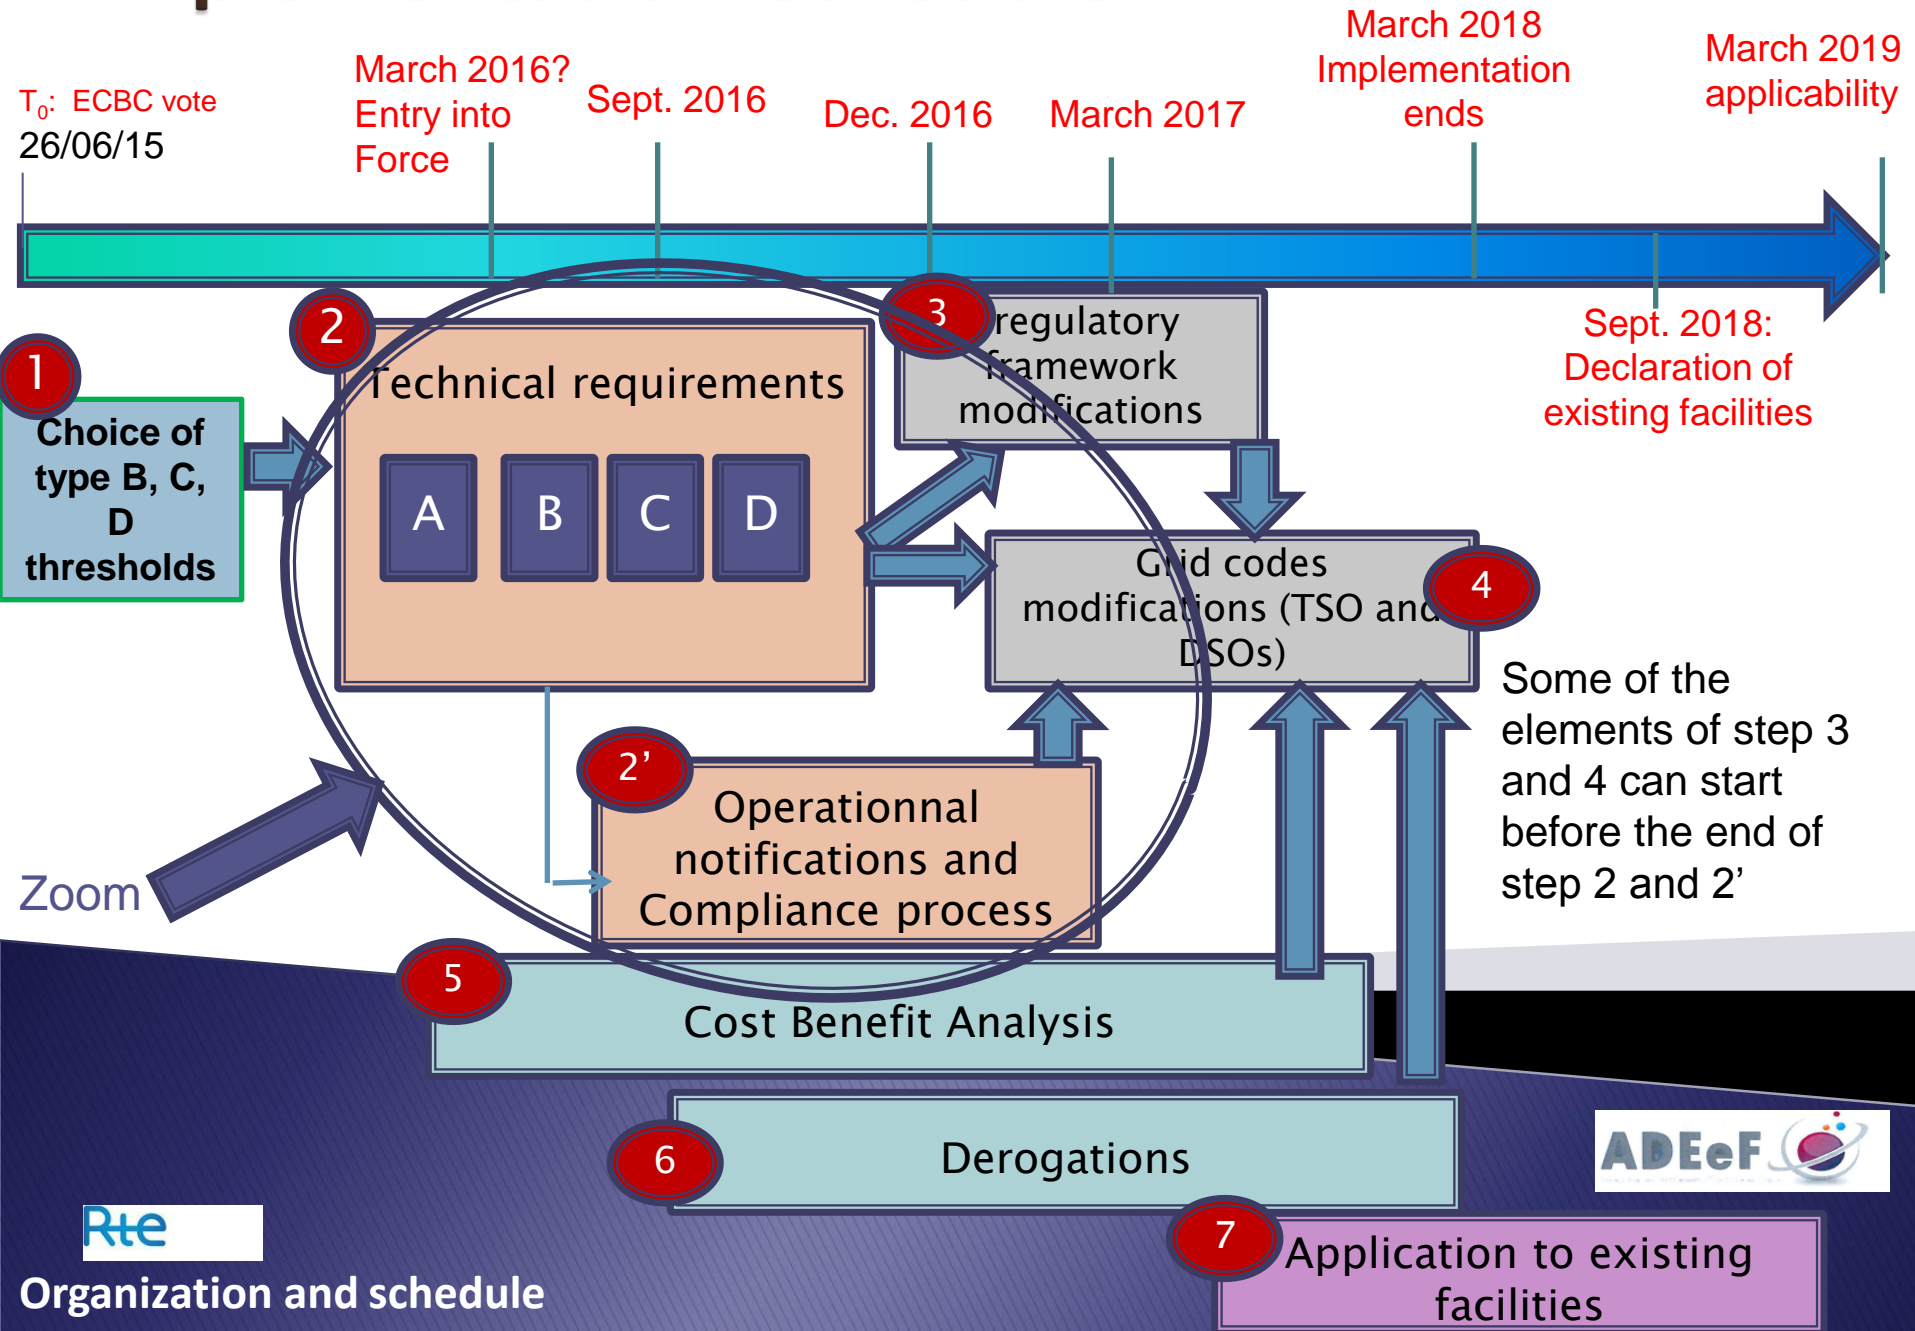 T0: ECBC vote
26/06/15
March 2016?
Entry into
Force
Sept. 2016
Dec. 2016
March 2017
March 2018
Implementation
ends
March 2019
applicability
Sept. 2018:
Declaration of
existing facilities
1
Choice of
type B, C,
D
thresholds
2
Technical requirements
A
B
C
D
3
regulatory
framework
modifications
4
Grid codes
modifications (TSO and
DSOs)
2’
Operationnal
notifications and
Compliance process
Some of the
elements of step 3
and 4 can start
before the end of
step 2 and 2’
Zoom
5
Cost Benefit Analysis
6
Derogations
7
Application to existing
facilities
ADEeF
Rte
Organization and schedule